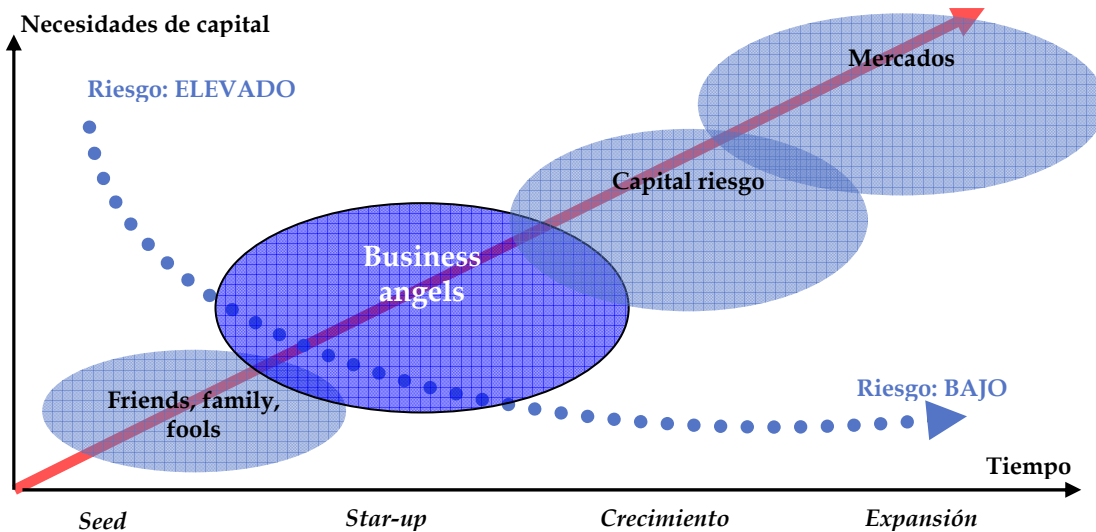 Necesidades de capital
Mercados
Riesgo: ELEVADO
Capital riesgo
Business
angels
Friends, family,
fools
Riesgo: BAJO
Tiempo
Seed
Star-up
Crecimiento
Expansión